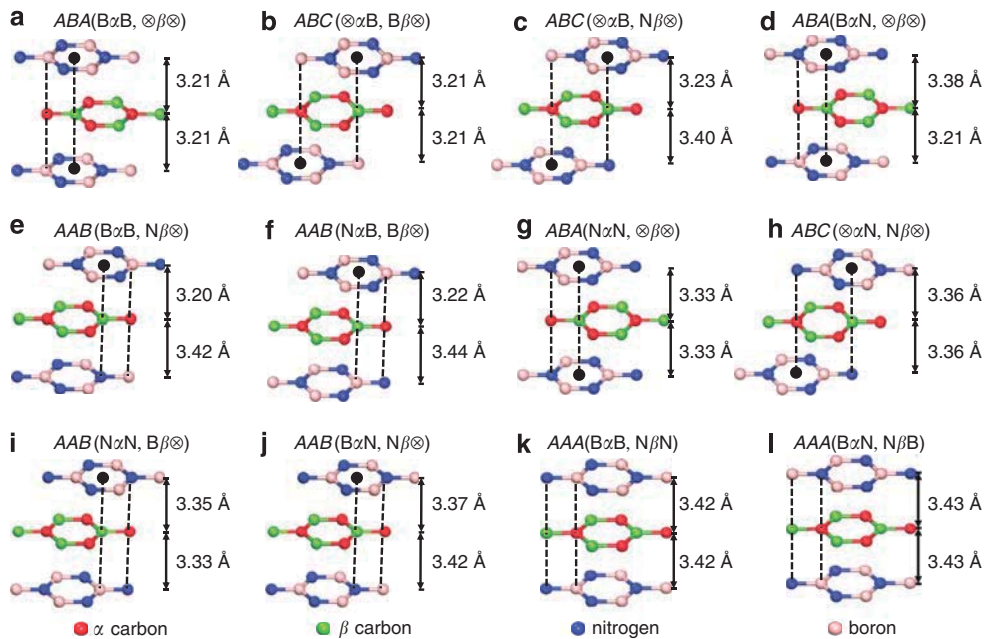 a ABA(BαB, ⊗β⊗)
b ABC(⊗αB, Bβ⊗)
c ABC(⊗αB, Nβ⊗)
d ABA(BαN, ⊗β⊗)
3.21 Å
3.21 Å
3.21 Å
3.21 Å
3.23 Å
3.40 Å
3.38 Å
3.21 Å
e AAB(BαB, Nβ⊗)
f AAB(NαB, Bβ⊗)
g ABA(NαN, ⊗β⊗)
h ABC(⊗αN, Nβ⊗)
3.20 Å
3.42 Å
3.22 Å
3.44 Å
3.33 Å
3.33 Å
3.36 Å
3.36 Å
i AAB(NαN, Bβ⊗)
j AAB(BαN, Nβ⊗)
k AAA(BαB, NβN)
l AAA(BαN, NβB)
3.35 Å
3.33 Å
3.37 Å
3.42 Å
3.42 Å
3.42 Å
3.43 Å
3.43 Å
α carbon
β carbon
nitrogen
boron